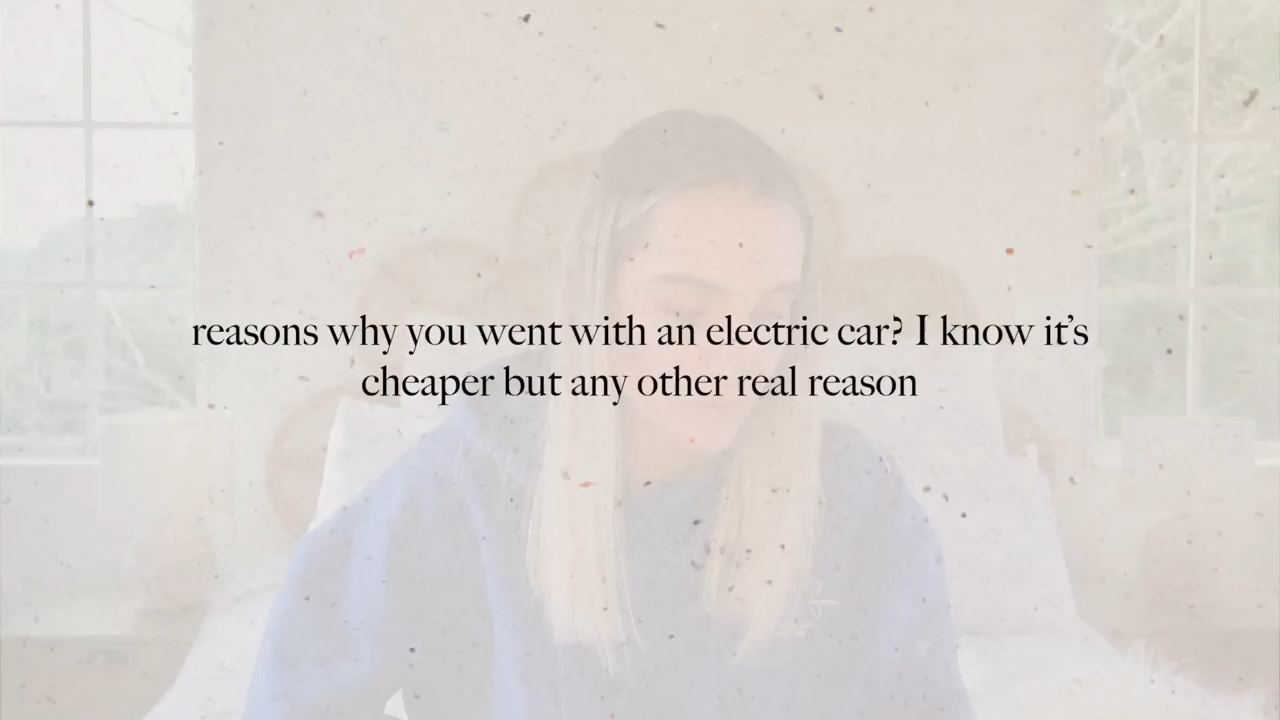 reasons why you went with an electric car? I know it’s
cheaper but any other real reason